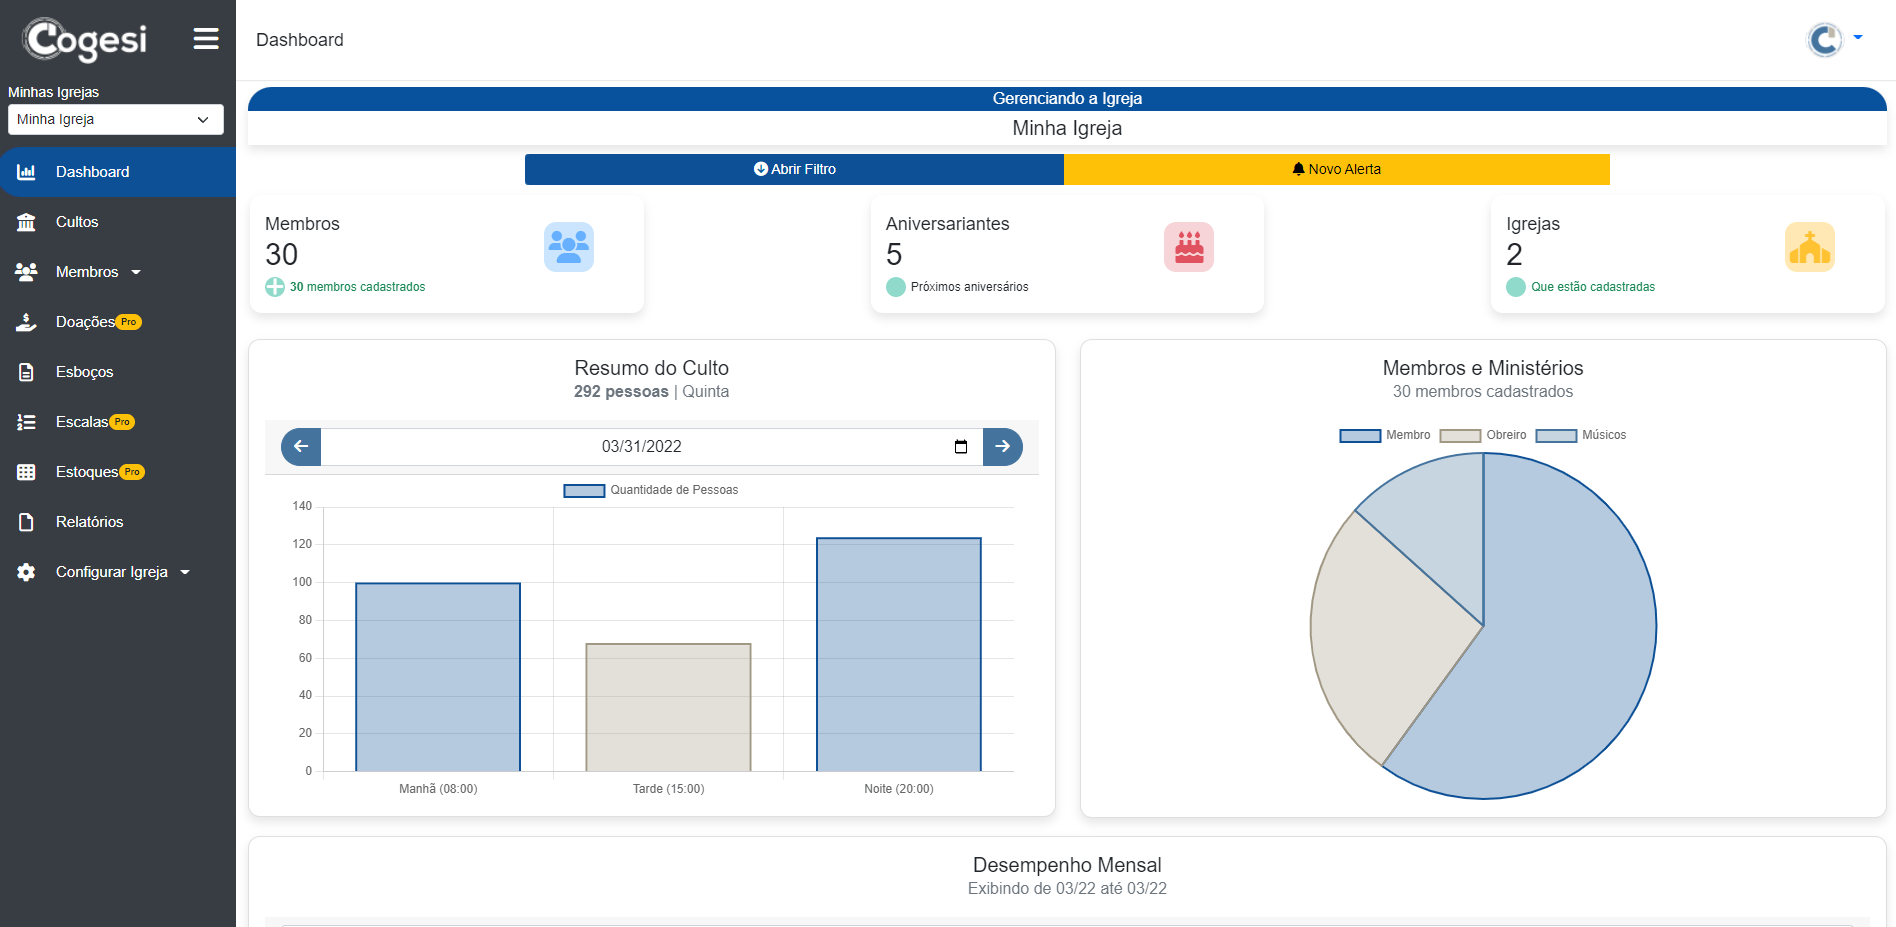 Cogesi
Minhas Igrejas
Minha Igreja
Dashboard
Cultos
Membros
Doações Pro
Esboços
Escalas Pro
Estoques Pro
Relatórios
Configurar Igreja
Dashboard
Gerenciando a Igreja
Minha Igreja
Abrir Filtro
Novo Alerta
Membros
30
30 membros cadastrados
Aniversariantes
5
Próximos aniversários
Igrejas
2
Que estão cadastradas
Resumo do Culto
292 pessoas | Quinta
03/31/2022
Quantidade de Pessoas
140
120
100
80
60
40
20
0
Manhã (08:00)
Tarde (15:00)
Noite (20:00)
Membros e Ministérios
30 membros cadastrados
Membro
Obreiro
Músicos
Desempenho Mensal
Exibindo de 03/22 até 03/22